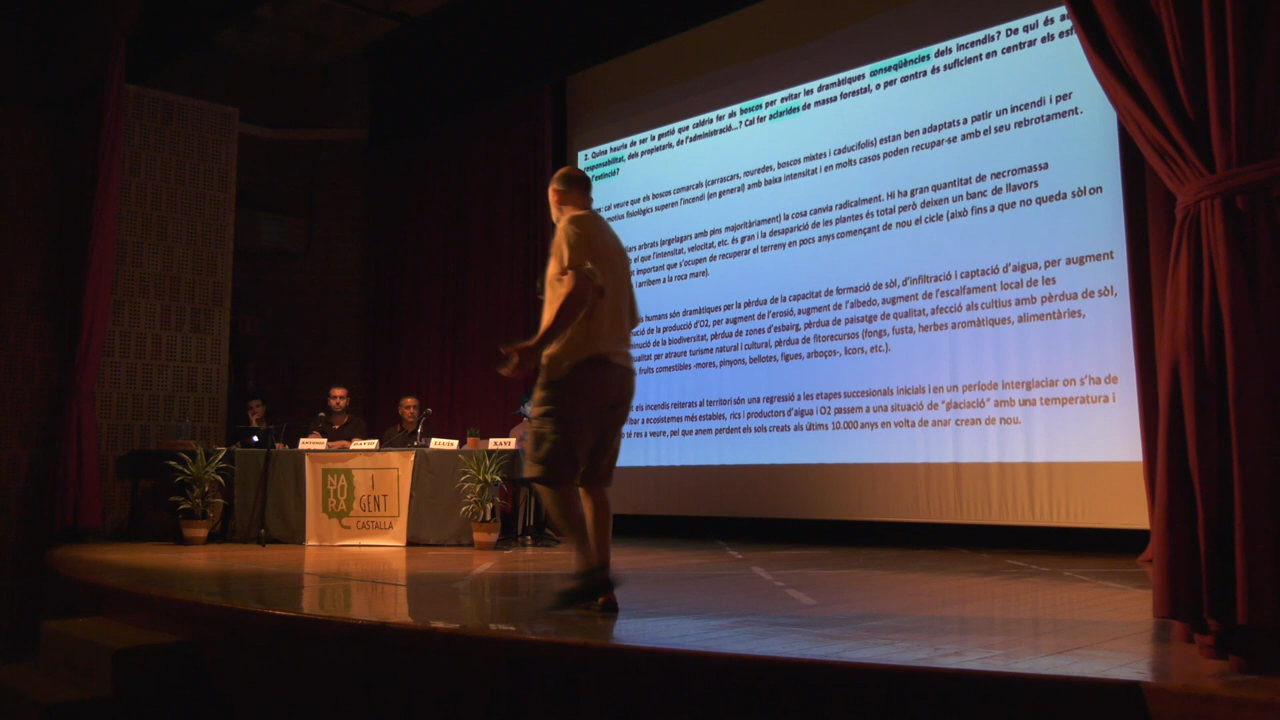 2. Quina hauria de ser la gestió que caldria fer als boscos per evitar les dramàtiques conseqüències dels incendis? De qui és
responsabilitat, dels propietaris, de l'administració...? Cal fer aclarides de massa forestal, o per contra és suficient en centrar els
l'extinció?
cal veure que els boscos comarcals (carrascars, rouredes, boscos mixtes i caducifolis) estan ben adaptats a patir un incendi i per
motius fisiològics superen l'incendi (en general) amb baixa intensitat i en molts casos poden recupar-se amb el seu rebrotament.
arbrats (argelagars amb pins majoritàriament) la cosa canvia radicalment. Hi ha gran quantitat de necromassa
el que l'intensitat, velocitat, etc. és gran i la desaparició de les plantes és total però deixen un banc de llavors
important que s'ocupen de recuperar el terreny en pocs anys començant de nou el cicle (això fins a que no queda sòl on
i arribem a la roca mare).
humans són dramàtiques per la pèrdua de la capacitat de formació de sòl, d'infiltració i captació d'aigua, per augment
de la producció d'O2, per augment de l'erosió, augment de l'albedo, augment de l'escalfament local de les
de la biodiversitat, pèrdua de zones d'esbairg, pèrdua de paisatge de qualitat, afecció als cultius amb pèrdua de sòl,
qualitat per atraure turisme natural i cultural, pèrdua de fitorecursos (fongs, fusta, herbes aromàtiques, alimentàries,
fruits comestibles -mores, pinyons, bellotes, figues, arboços-, licors, etc.).
els incendis reiterats al territori són una regressió a les etapes successionals inicials i en un període interglaciar on s'ha de
a ecosistemes més estables, rics i productors d'aigua i O2 passem a una situació de "glaciació" amb una temperatura i
té res a veure, pel que anem perdent els sols creats als últims 10.000 anys en volta de anar crean de nou.
ANTONIO DAVID LLUÍS XAVI
NA
TU
RA
I
GENT
CASTALLA